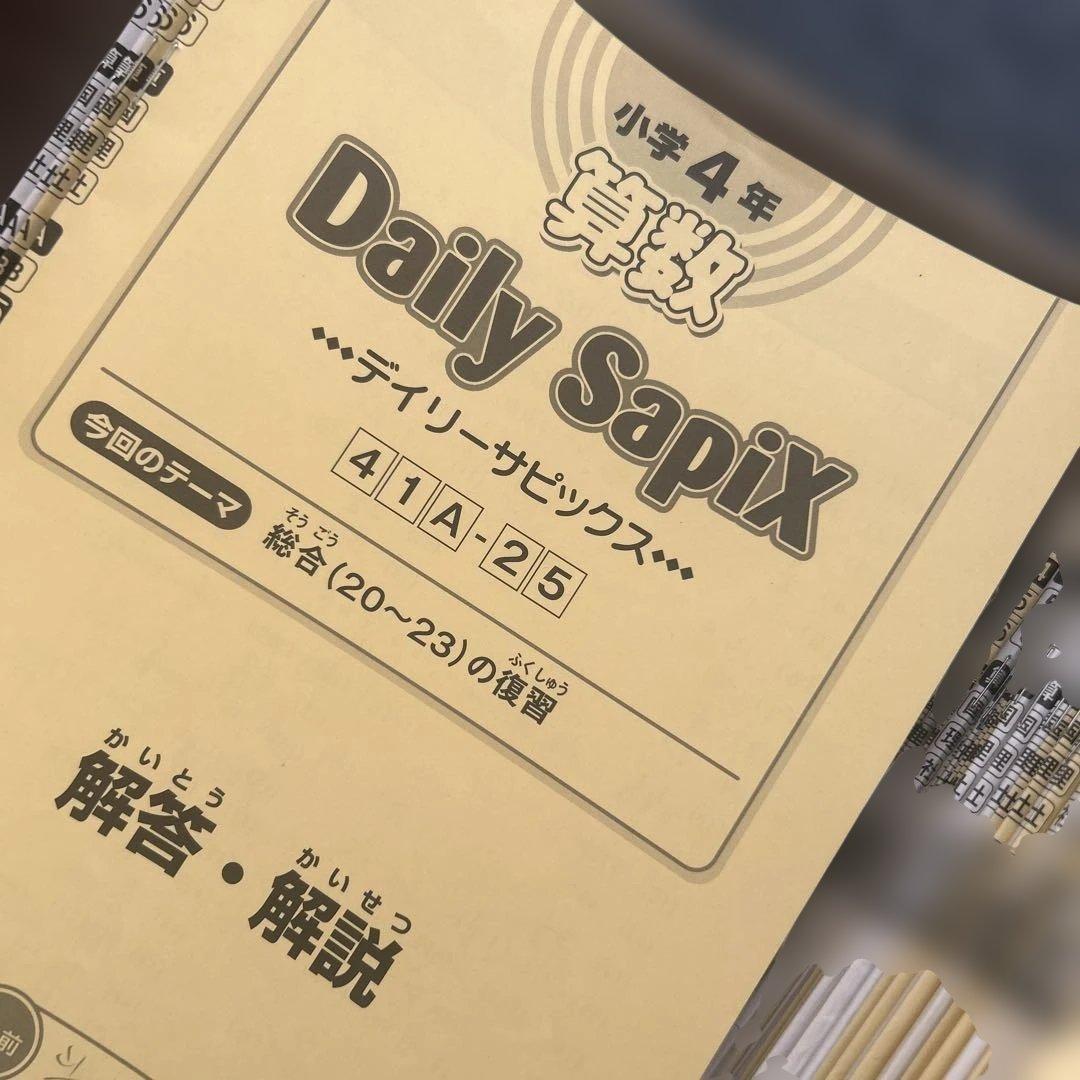 小学4年
算数
Daily SapiX
デイリーサピックス
41A-25
今回のテーマ
そうごう
総合(20〜23)の復習
ふくしゅう
かいとう
解答・解説
かいせつ
前